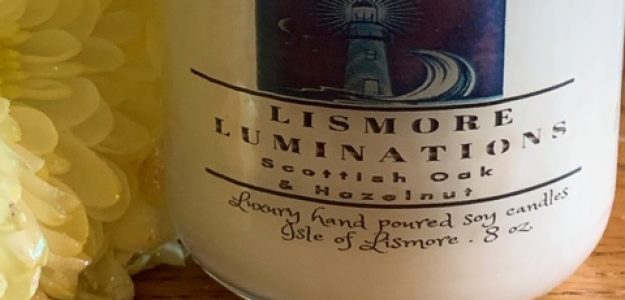 LISMORE
LUMINATIONS
Scottish Oak
& Hazelnut
Luxury hand poured soy candles
Isle of Lismore . 8 oz.